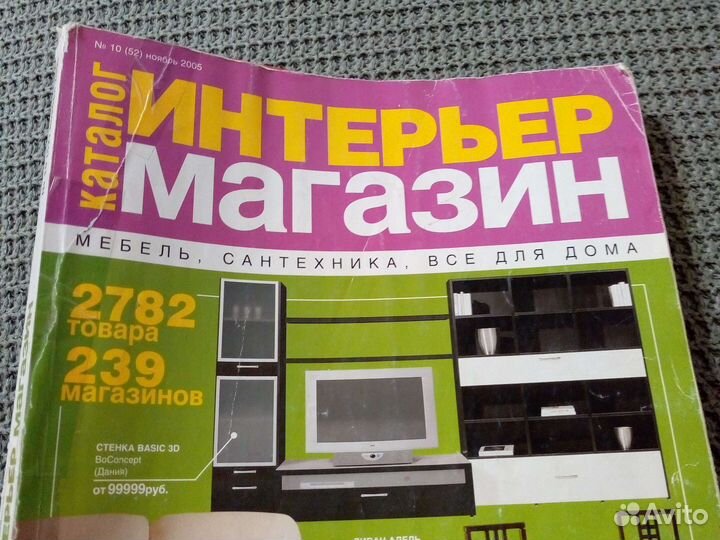 № 10 (52) ноябрь 2005
каталог
ИНТЕРЬЕР
магазин
МЕБЕЛЬ, САНТЕХНИКА, ВСЕ ДЛЯ ДОМА
2782
товара
239
магазинов
СТЕНКА BASIC 3D
BoConcept
(Дания)
от 99999руб.
Avito